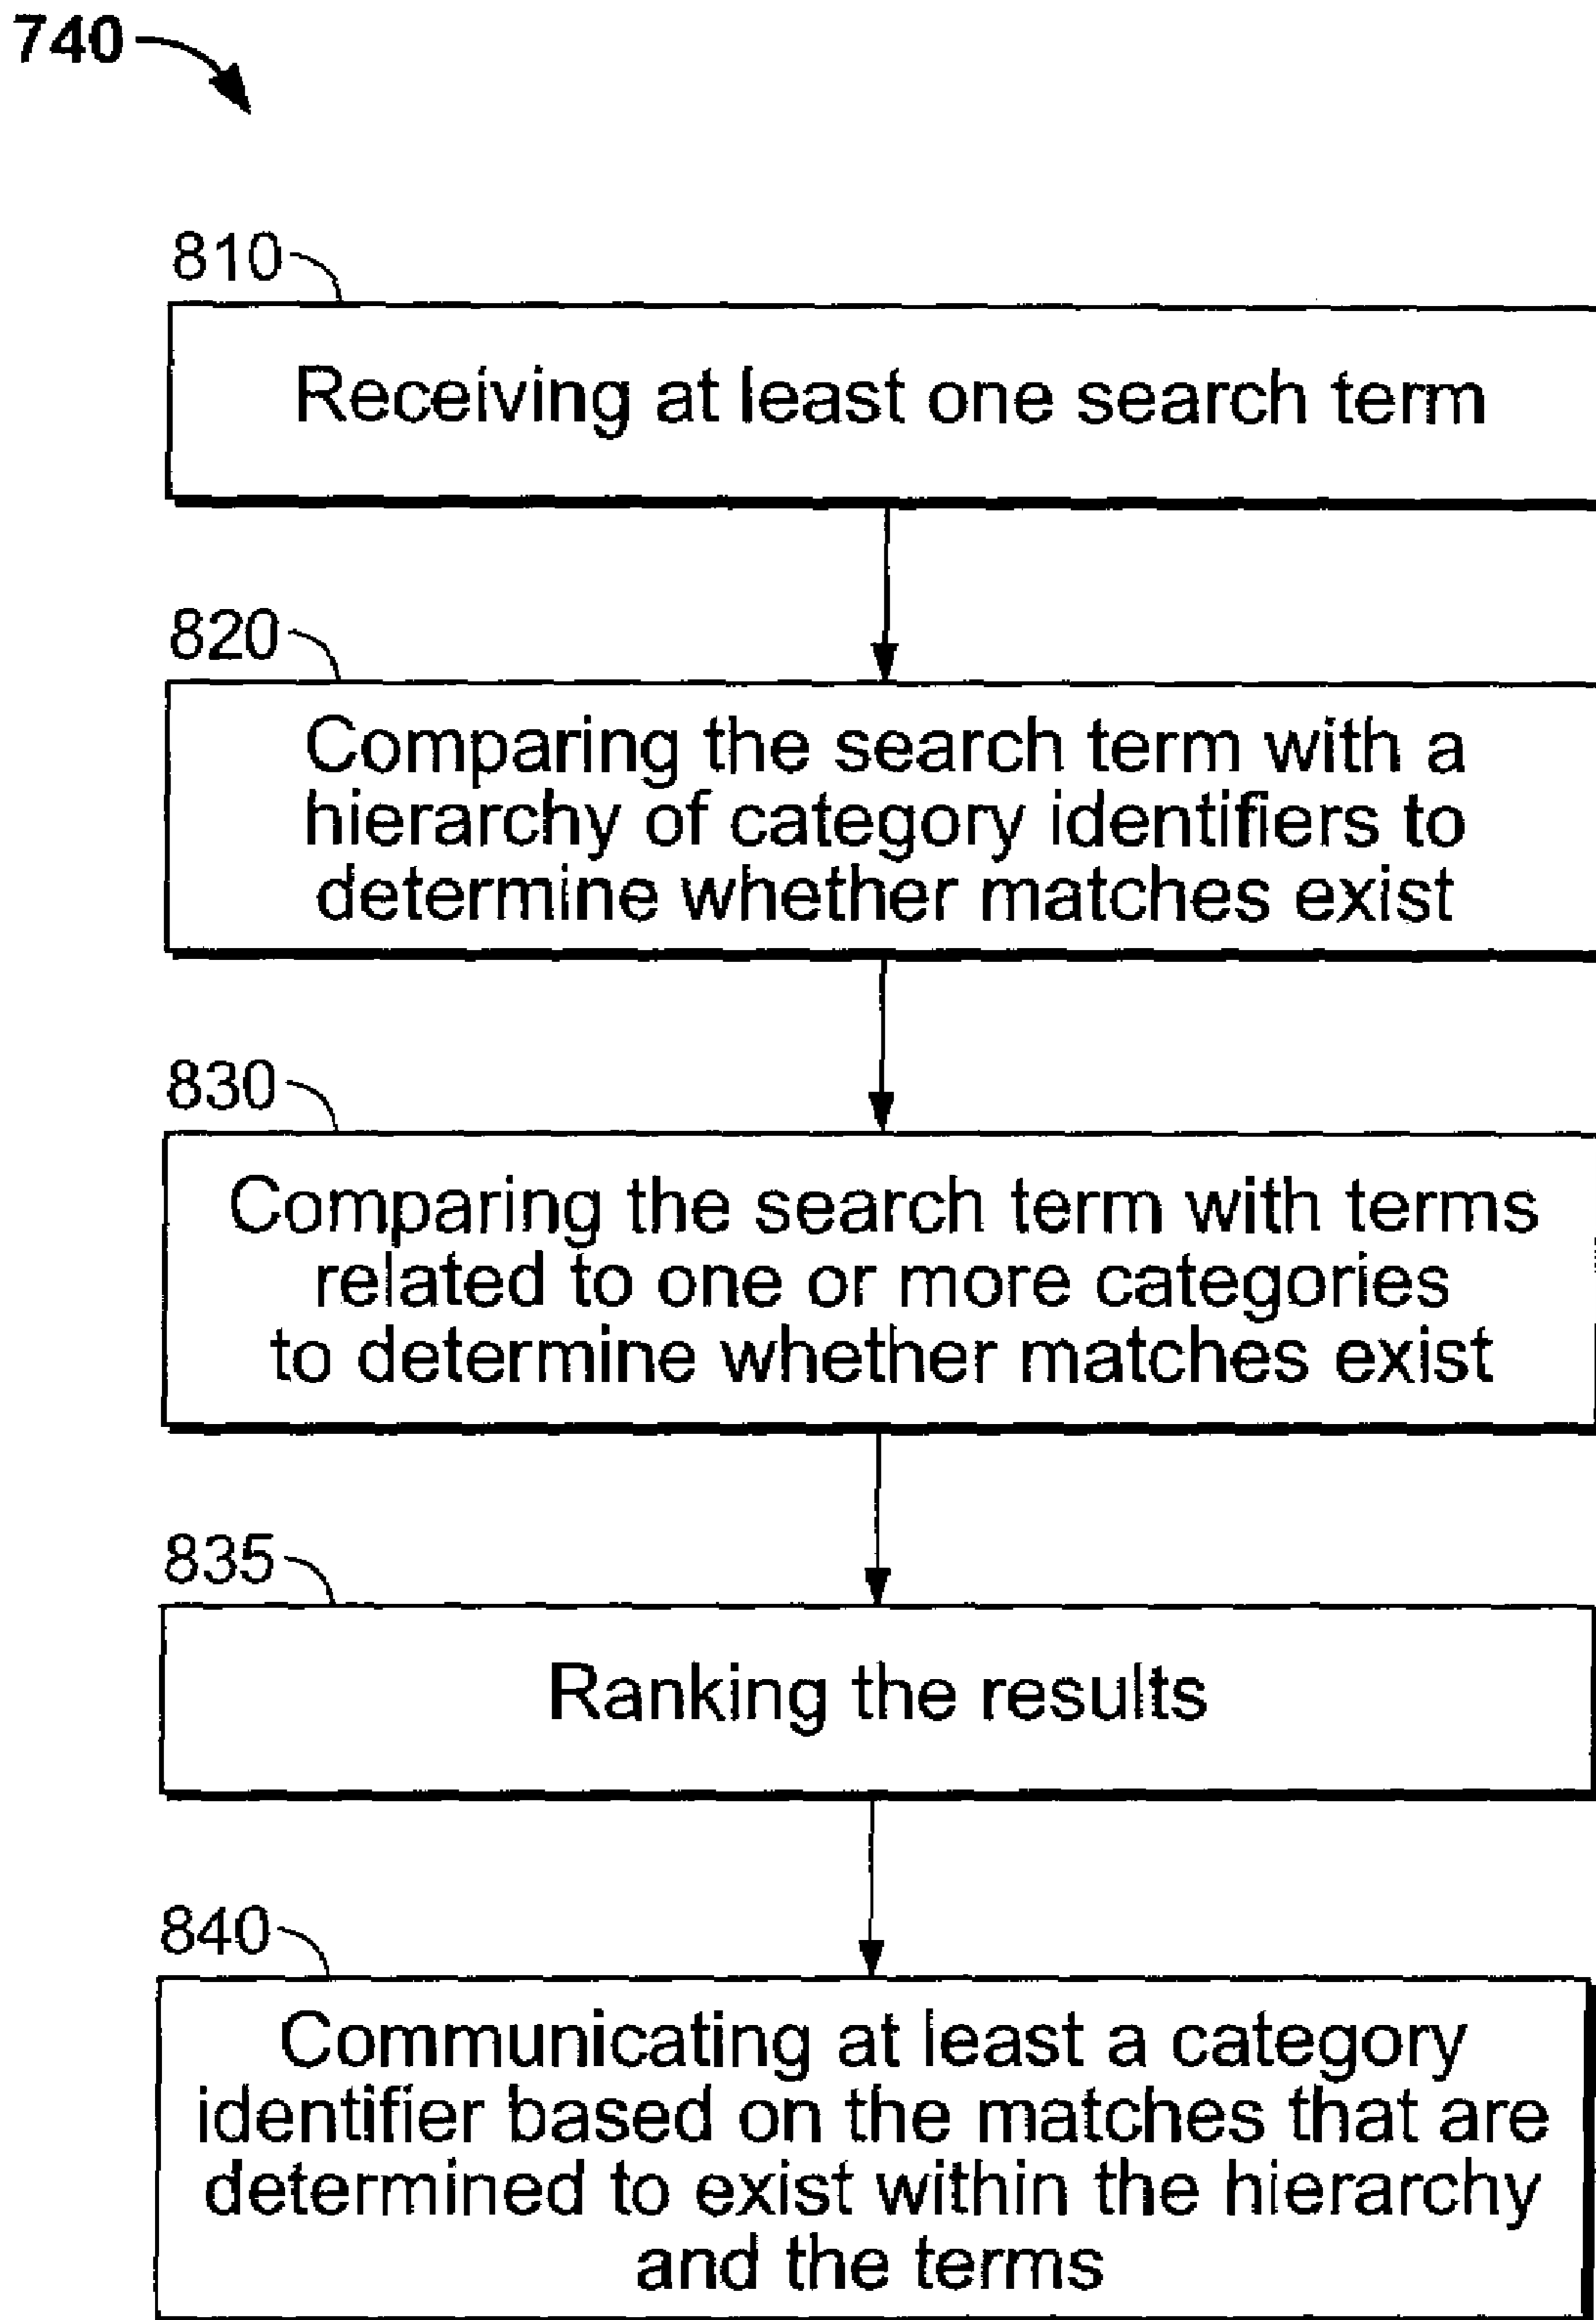 740
810
Receiving at least one search term
820
Comparing the search term with a
hierarchy of category identifiers to
determine whether matches exist
830
Comparing the search term with terms
related to one or more categories
to determine whether matches exist
835
Ranking the results
840
Communicating at least a category
identifier based on the matches that are
determined to exist within the hierarchy
and the terms